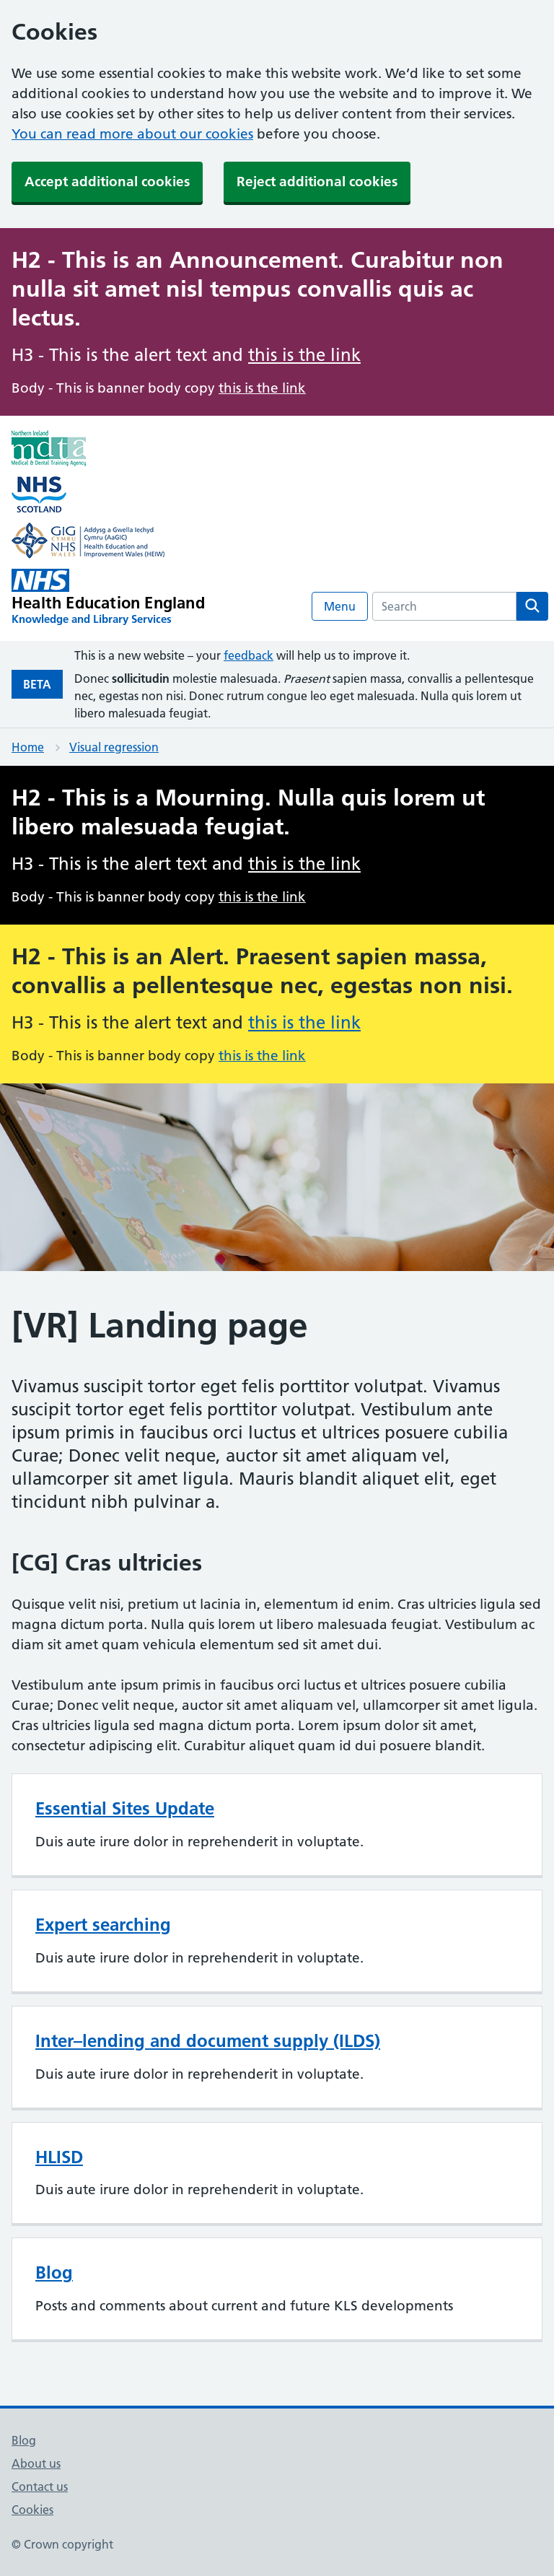 Cookies
We use some essential cookies to make this website work. We’d like to set some
additional cookies to understand how you use the website and to improve it. We
also use cookies set by other sites to help us deliver content from their services.
You can read more about our cookies before you choose.
Accept additional cookies
Reject additional cookies
H2 - This is an Announcement. Curabitur non
nulla sit amet nisl tempus convallis quis ac
lectus.
H3 - This is the alert text and this is the link
Body - This is banner body copy this is the link
Northern Ireland
mdta
Medical & Dental Training Agency
NHS
SCOTLAND
GIG
CYMRU
NHS
WALES
Addysg a Gwella Iechyd
Cymru (AaGIC)
Health Education and
Improvement Wales (HEIW)
NHS
Health Education England
Knowledge and Library Services
Menu
Search
This is a new website – your feedback will help us to improve it.
BETA
Donec sollicitudin molestie malesuada. Praesent sapien massa, convallis a pellentesque
nec, egestas non nisi. Donec rutrum congue leo eget malesuada. Nulla quis lorem ut
libero malesuada feugiat.
Home
Visual regression
H2 - This is a Mourning. Nulla quis lorem ut
libero malesuada feugiat.
H3 - This is the alert text and this is the link
Body - This is banner body copy this is the link
H2 - This is an Alert. Praesent sapien massa,
convallis a pellentesque nec, egestas non nisi.
H3 - This is the alert text and this is the link
Body - This is banner body copy this is the link
[VR] Landing page
Vivamus suscipit tortor eget felis porttitor volutpat. Vivamus
suscipit tortor eget felis porttitor volutpat. Vestibulum ante
ipsum primis in faucibus orci luctus et ultrices posuere cubilia
Curae; Donec velit neque, auctor sit amet aliquam vel,
ullamcorper sit amet ligula. Mauris blandit aliquet elit, eget
tincidunt nibh pulvinar a.
[CG] Cras ultricies
Quisque velit nisi, pretium ut lacinia in, elementum id enim. Cras ultricies ligula sed
magna dictum porta. Nulla quis lorem ut libero malesuada feugiat. Vestibulum ac
diam sit amet quam vehicula elementum sed sit amet dui.
Vestibulum ante ipsum primis in faucibus orci luctus et ultrices posuere cubilia
Curae; Donec velit neque, auctor sit amet aliquam vel, ullamcorper sit amet ligula.
Cras ultricies ligula sed magna dictum porta. Lorem ipsum dolor sit amet,
consectetur adipiscing elit. Curabitur aliquet quam id dui posuere blandit.
Essential Sites Update
Duis aute irure dolor in reprehenderit in voluptate.
Expert searching
Duis aute irure dolor in reprehenderit in voluptate.
Inter–lending and document supply (ILDS)
Duis aute irure dolor in reprehenderit in voluptate.
HLISD
Duis aute irure dolor in reprehenderit in voluptate.
Blog
Posts and comments about current and future KLS developments
Blog
About us
Contact us
Cookies
© Crown copyright